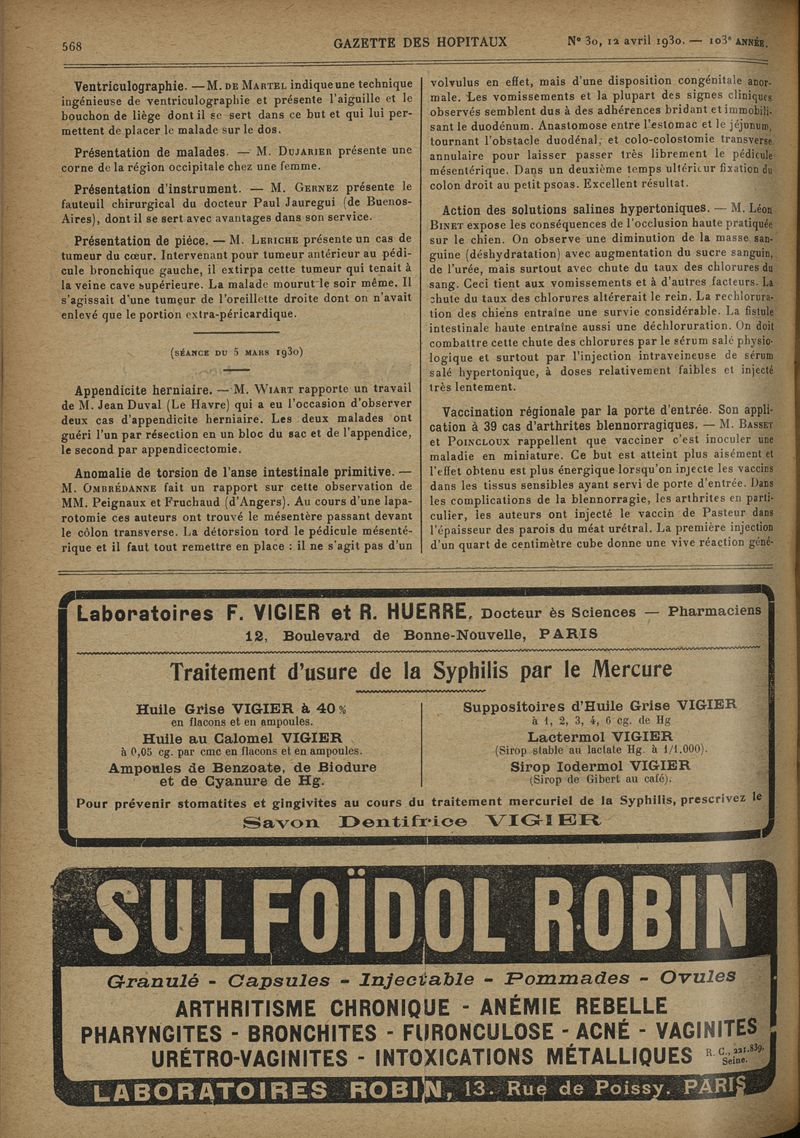 568
GAZETTE DES HOPITAUX
N° 30, 12 avril 1930. — 103e ANNÉE.
Ventriculographie. — M. DE MARTEL indique une technique
ingénieuse de ventriculographie et présente l'aiguille et le
bouchon de liège dont il se sert dans ce but et qui lui per-
mettent de placer le malade sur le dos.
Présentation de malades. — M. DUJARIER présente une
corne de la région occipitale chez une femme.
Présentation d'instrument. — M. GERNEZ présente le
fauteuil chirurgical du docteur Paul Jauregui (de Buenos-
Aires), dont il se sert avec avantages dans son service.
Présentation de pièce. — M. LERICHE présente un cas de
tumeur du cœur. Intervenant pour tumeur antérieur au pédi-
cule bronchique gauche, il extirpa cette tumeur qui tenait à
la veine cave supérieure. La malade mourut le soir même. Il
s'agissait d'une tumeur de l'oreillette droite dont on n'avait
enlevé que le portion extra-péricardique.
(SÉANCE DU 5 MARS 1930)
Appendicite herniaire. — M. WIART rapporte un travail
de M. Jean Duval (Le Havre) qui a eu l'occasion d'observer
deux cas d'appendicite herniaire. Les deux malades ont
guéri l'un par résection en un bloc du sac et de l'appendice,
le second par appendicectomie.
Anomalie de torsion de l'anse intestinale primitive. —
M. OMBRÉDANNE fait un rapport sur cette observation de
MM. Peignaux et Fruchaud (d'Angers). Au cours d'une lapa-
rotomie ces auteurs ont trouvé le mésentère passant devant
le côlon transverse. La détorsion tord le pédicule mésenté-
rique et il faut tout remettre en place : il ne s'agit pas d'un
volvulus en effet, mais d'une disposition congénitale anor-
male. Les vomissements et la plupart des signes cliniques
observés semblent dus à des adhérences bridant et immobili-
sant le duodénum. Anastomose entre l'estomac et le jéjunum,
tournant l'obstacle duodénal, et colo-colostomie transverse
annulaire pour laisser passer très librement le pédicule
mésentérique. Dans un deuxième temps ultérieur fixation du
colon droit au petit psoas. Excellent résultat.
Action des solutions salines hypertoniques. — M. Léon
BINET expose les conséquences de l'occlusion haute pratiquée
sur le chien. On observe une diminution de la masse san-
guine (déshydratation) avec augmentation du sucre sanguin,
de l'urée, mais surtout avec chute du taux des chlorures du
sang. Ceci tient aux vomissements et à d'autres facteurs. La
chute du taux des chlorures altérerait le rein. La rechlorura-
tion des chiens entraîne une survie considérable. La fistule
intestinale haute entraîne aussi une déchloruration. On doit
combattre cette chute des chlorures par le sérum salé physio-
logique et surtout par l'injection intraveineuse de sérum
salé hypertonique, à doses relativement faibles et injecté
très lentement.
Vaccination régionale par la porte d'entrée. Son appli-
cation à 39 cas d'arthrites blennorragiques. — M. BASSET
et POINCLOUX rappellent que vacciner c'est inoculer une
maladie en miniature. Ce but est atteint plus aisément et
l'effet obtenu est plus énergique lorsqu'on injecte les vaccins
dans les tissus sensibles ayant servi de porte d'entrée. Dans
les complications de la blennorragie, les arthrites en parti-
culier, les auteurs ont injecté le vaccin de Pasteur dans
l'épaisseur des parois du méat urétral. La première injection
d'un quart de centimètre cube donne une vive réaction géné-
Laboratoires F. VIGIER et R. HUERRE, Docteur ès Sciences — Pharmaciens
12, Boulevard de Bonne-Nouvelle, PARIS
Traitement d'usure de la Syphilis par le Mercure
Huile Grise VIGIER à 40 %
en flacons et en ampoules.
Huile au Calomel VIGIER
à 0,05 cg. par cmc en flacons et en ampoules.
Ampoules de Benzoate, de Biodure
et de Cyanure de Hg.
Suppositoires d'Huile Grise VIGIER
à 1, 2, 3, 4, 6 cg. de Hg
Lactermol VIGIER
(Sirop stable au lactate Hg. à 1/1.000).
Sirop Iodermol VIGIER
(Sirop de Gibert au café).
Pour prévenir stomatites et gingivites au cours du traitement mercuriel de la Syphilis, prescrivez le
Savon Dentifrice VIGIER
SULFOÏDOL ROBIN
Granulé - Capsules - Injectable - Pommades - Ovules
ARTHRITISME CHRONIQUE - ANÉMIE REBELLE
PHARYNGITES - BRONCHITES - FURONCULOSE - ACNÉ - VAGINITES
URÉTRO-VAGINITES - INTOXICATIONS MÉTALLIQUES R. C., 221.839. Seine.
LABORATOIRES ROBIN, 13. Rue de Poissy. PARIS